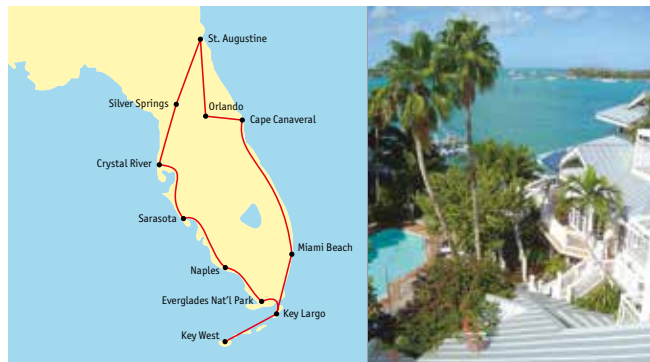 St. Augustine
Silver Springs
Orlando
Cape Canaveral
Crystal River
Sarasota
Miami Beach
Naples
Everglades Nat'l Park
Key Largo
Key West